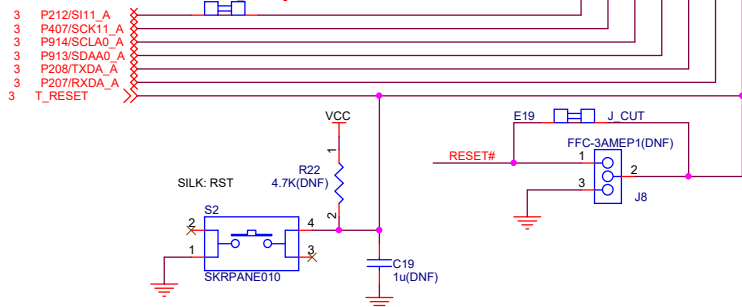 3 P212/SI11_A
3 P407/SCK11_A
3 P914/SCLA0_A
3 P913/SDAA0_A
3 P208/TXDA_A
3 P207/RXDA_A
3 T_RESET
VCC
E19 J_CUT
FFC-3AMEP1(DNF)
1
R22
4.7K(DNF)
2
RESET#
1
2
3
J8
SILK: RST
S2
2
4
1
3
SKRPANE010
C19
1u(DNF)